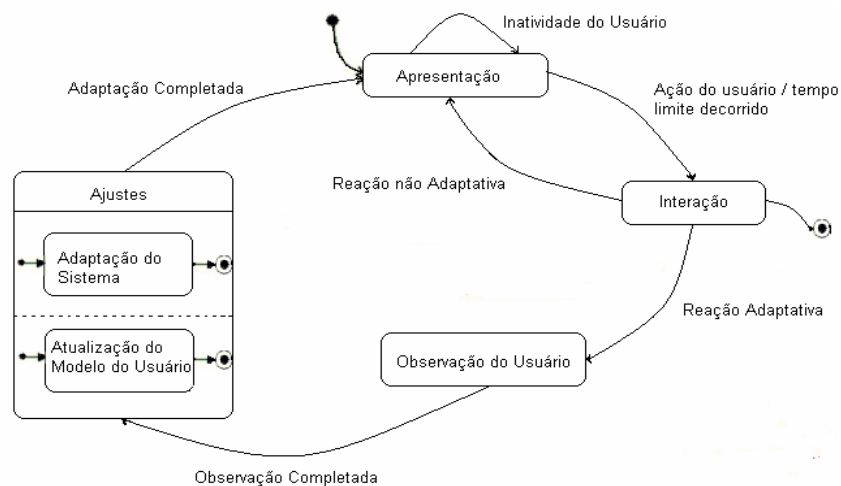 Inatividade do Usuário
Apresentação
Adaptação Completada
Ação do usuário / tempo
limite decorrido
Reação não Adaptativa
Ajustes
Interação
Adaptação do
Sistema
Reação Adaptativa
Atualização do
Modelo do Usuário
Observação do Usuário
Observação Completada